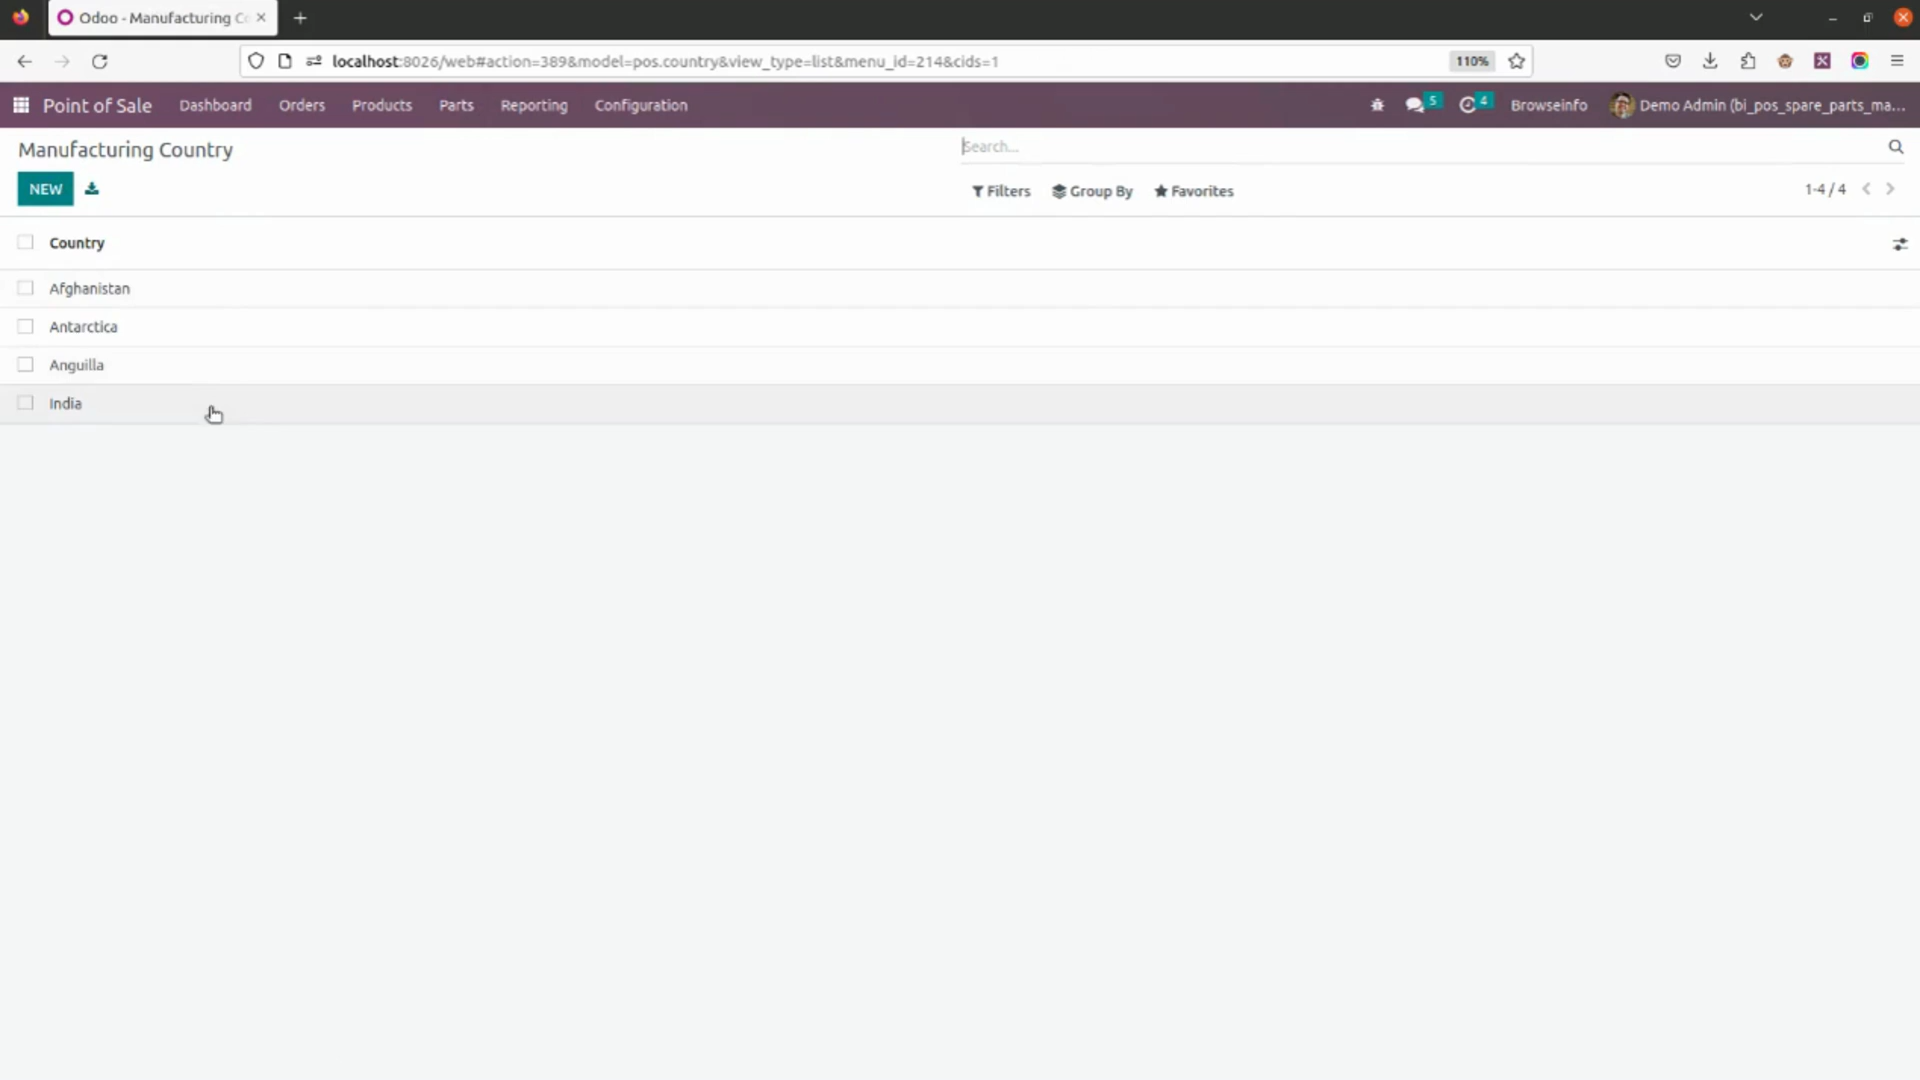 Odoo - Manufacturing C
localhost:8026/web#action=389&model=pos.country&view_type=list&menu_id=214&cids=1
110%
Point of Sale
Dashboard
Orders
Products
Parts
Reporting
Configuration
5
4
Browseinfo
Demo Admin (bi_pos_spare_parts_ma...
Manufacturing Country
Search...
NEW
Filters
Group By
Favorites
1-4 / 4
Country
Afghanistan
Antarctica
Anguilla
India